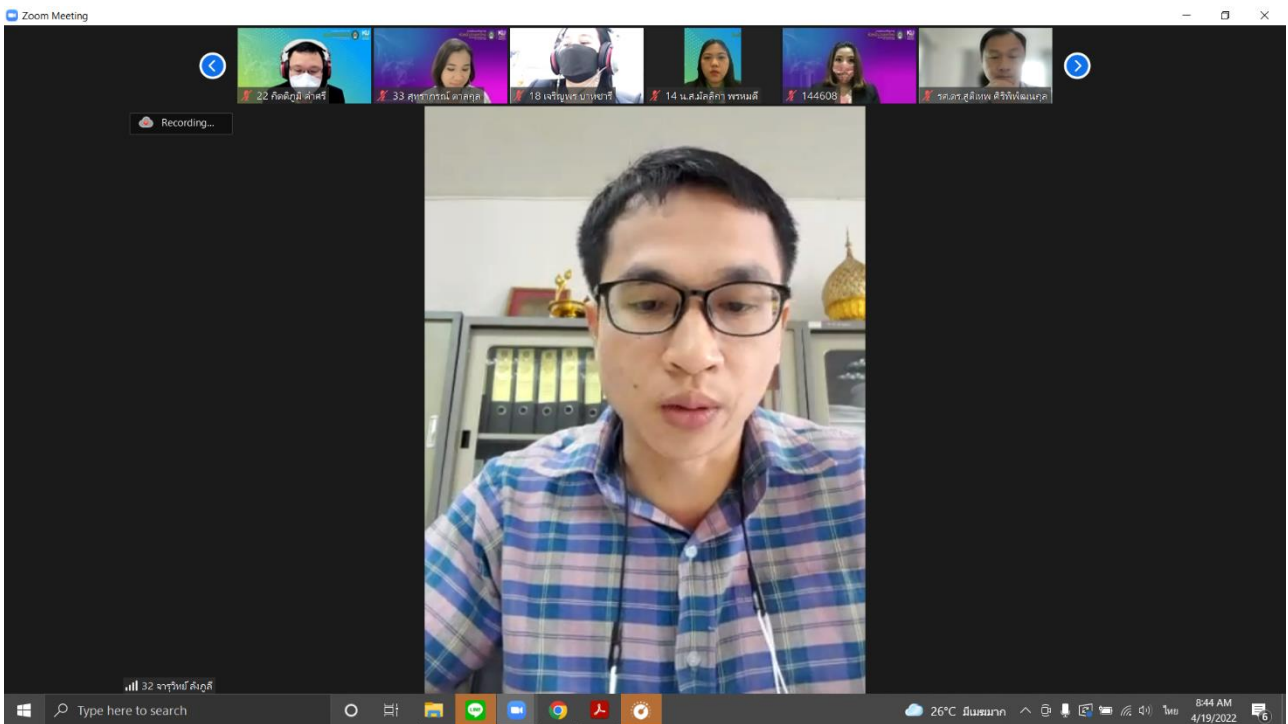 Zoom Meeting
22 กิตติภูมิ คำศรี
33 สุทธาภรณ์ ตาลกุล
18 เจริญพร บาทชารี
14 น.ส.มัลลิกา พรหมดี
144608
รศ.ดร.สุติเทพ ศิริพิพัฒนกุล
Recording...
32 จารุวิทย์
Type here to search
26°C มีเมฆมาก
ไทย
8:44 AM
4/19/2022
6